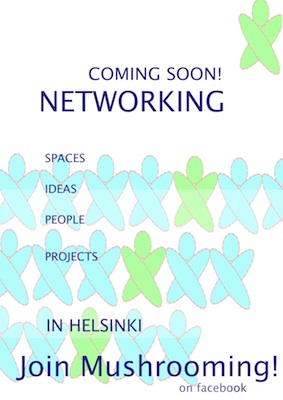 COMING SOON!
NETWORKING
SPACES
IDEAS
PEOPLE
PROJECTS
IN HELSINKI
Join Mushrooming!
on facebook